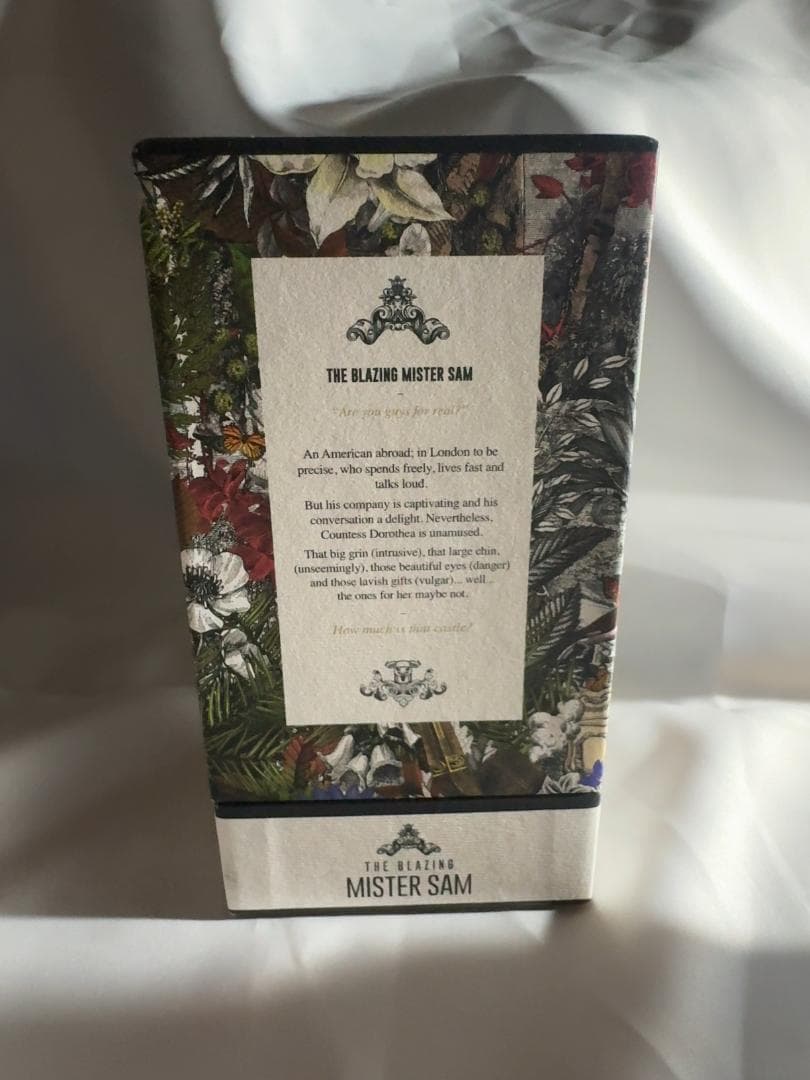 THE BLAZING MISTER SAM
"Are you guys for real?"
An American abroad; in London to be
precise, who spends freely, lives fast and
talks loud.
But his company is captivating and his
conversation a delight. Nevertheless,
Countess Dorothea is unamused.
That big grin (intrusive), that large chin,
(unseemingly), those beautiful eyes (danger)
and those lavish gifts (vulgar)... well...
the ones for her maybe not.
How much is that castle?
THE BLAZING
MISTER SAM